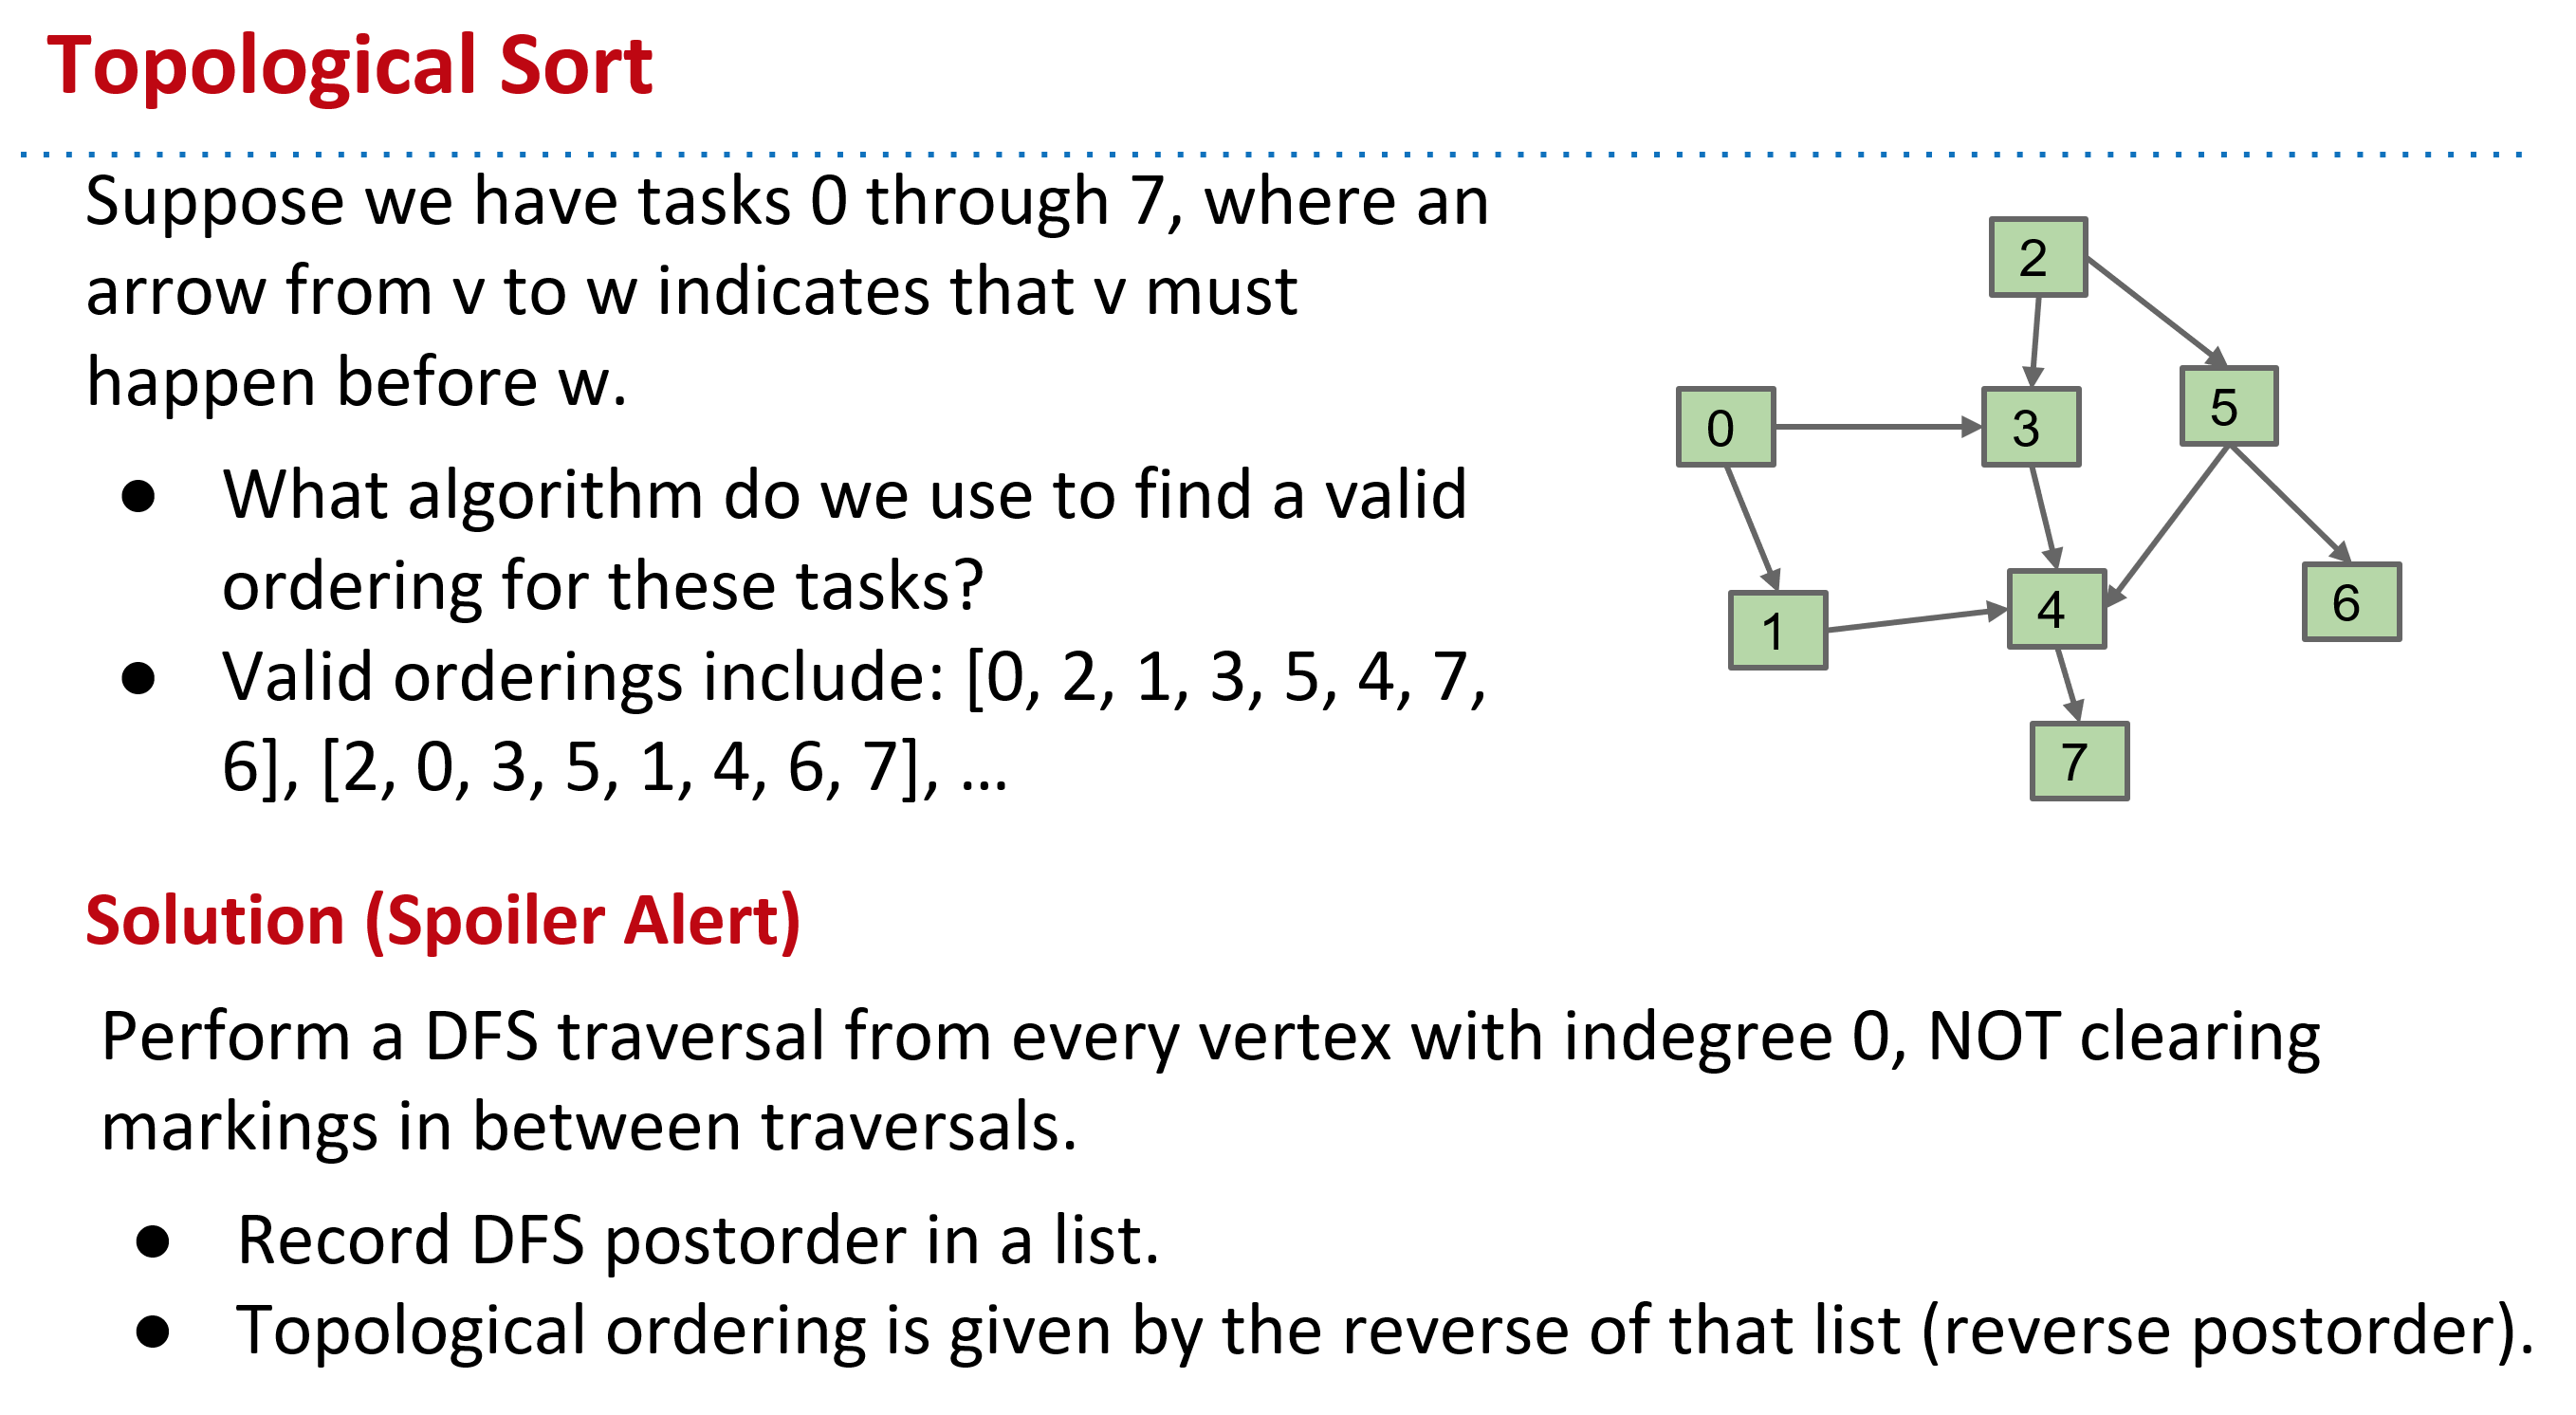 Topological Sort
Suppose we have tasks 0 through 7, where an
arrow from v to w indicates that v must
happen before w.
● What algorithm do we use to find a valid
ordering for these tasks?
● Valid orderings include: [0, 2, 1, 3, 5, 4, 7,
6], [2, 0, 3, 5, 1, 4, 6, 7], ...
2
5
0
3
6
4
1
7
Solution (Spoiler Alert)
Perform a DFS traversal from every vertex with indegree 0, NOT clearing
markings in between traversals.
● Record DFS postorder in a list.
● Topological ordering is given by the reverse of that list (reverse postorder).